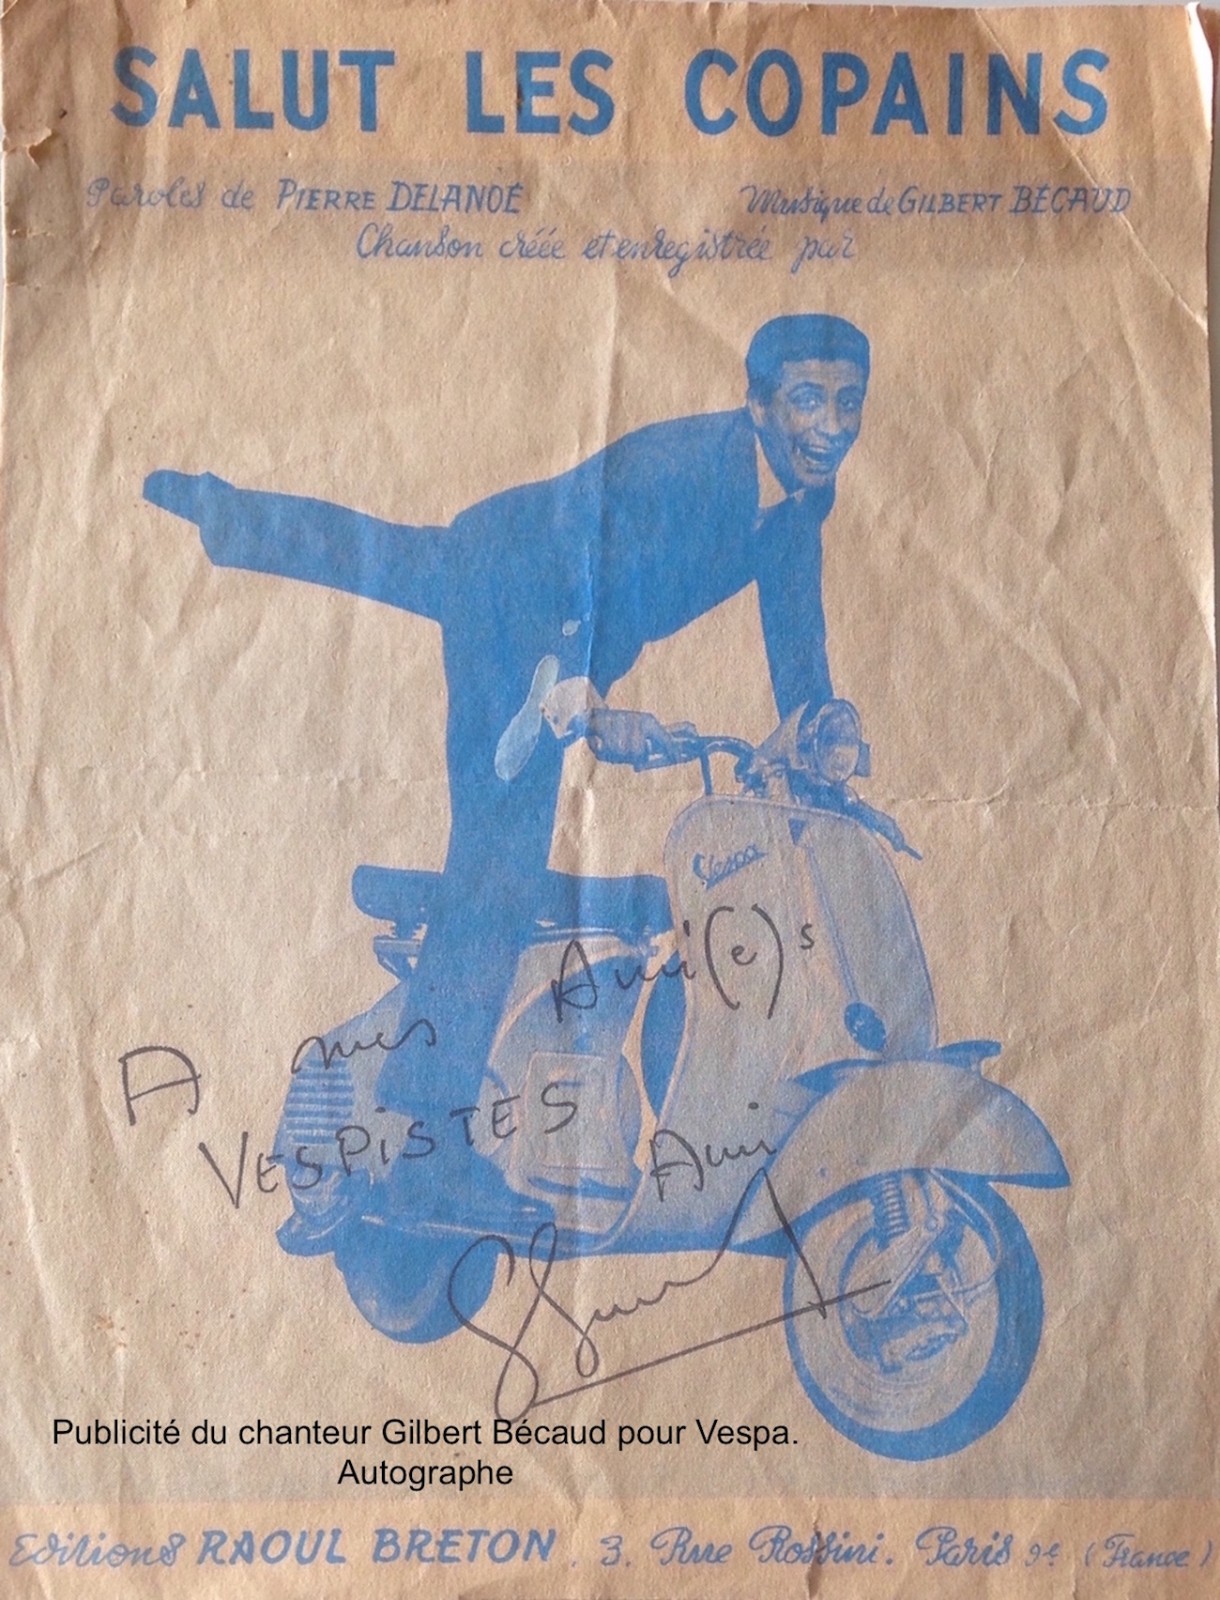 SALUT LES COPAINS
Paroles de PIERRE DELANOË
Musique de GILBERT BÉCAUD
Chanson créée et enregistrée par
Vespa
A mes Ami(e)s
VESPISTES Ami
Publicité du chanteur Gilbert Bécaud pour Vespa.
Autographe
Editions RAOUL BRETON. 3. Rue Rossini. Paris 9e (France)